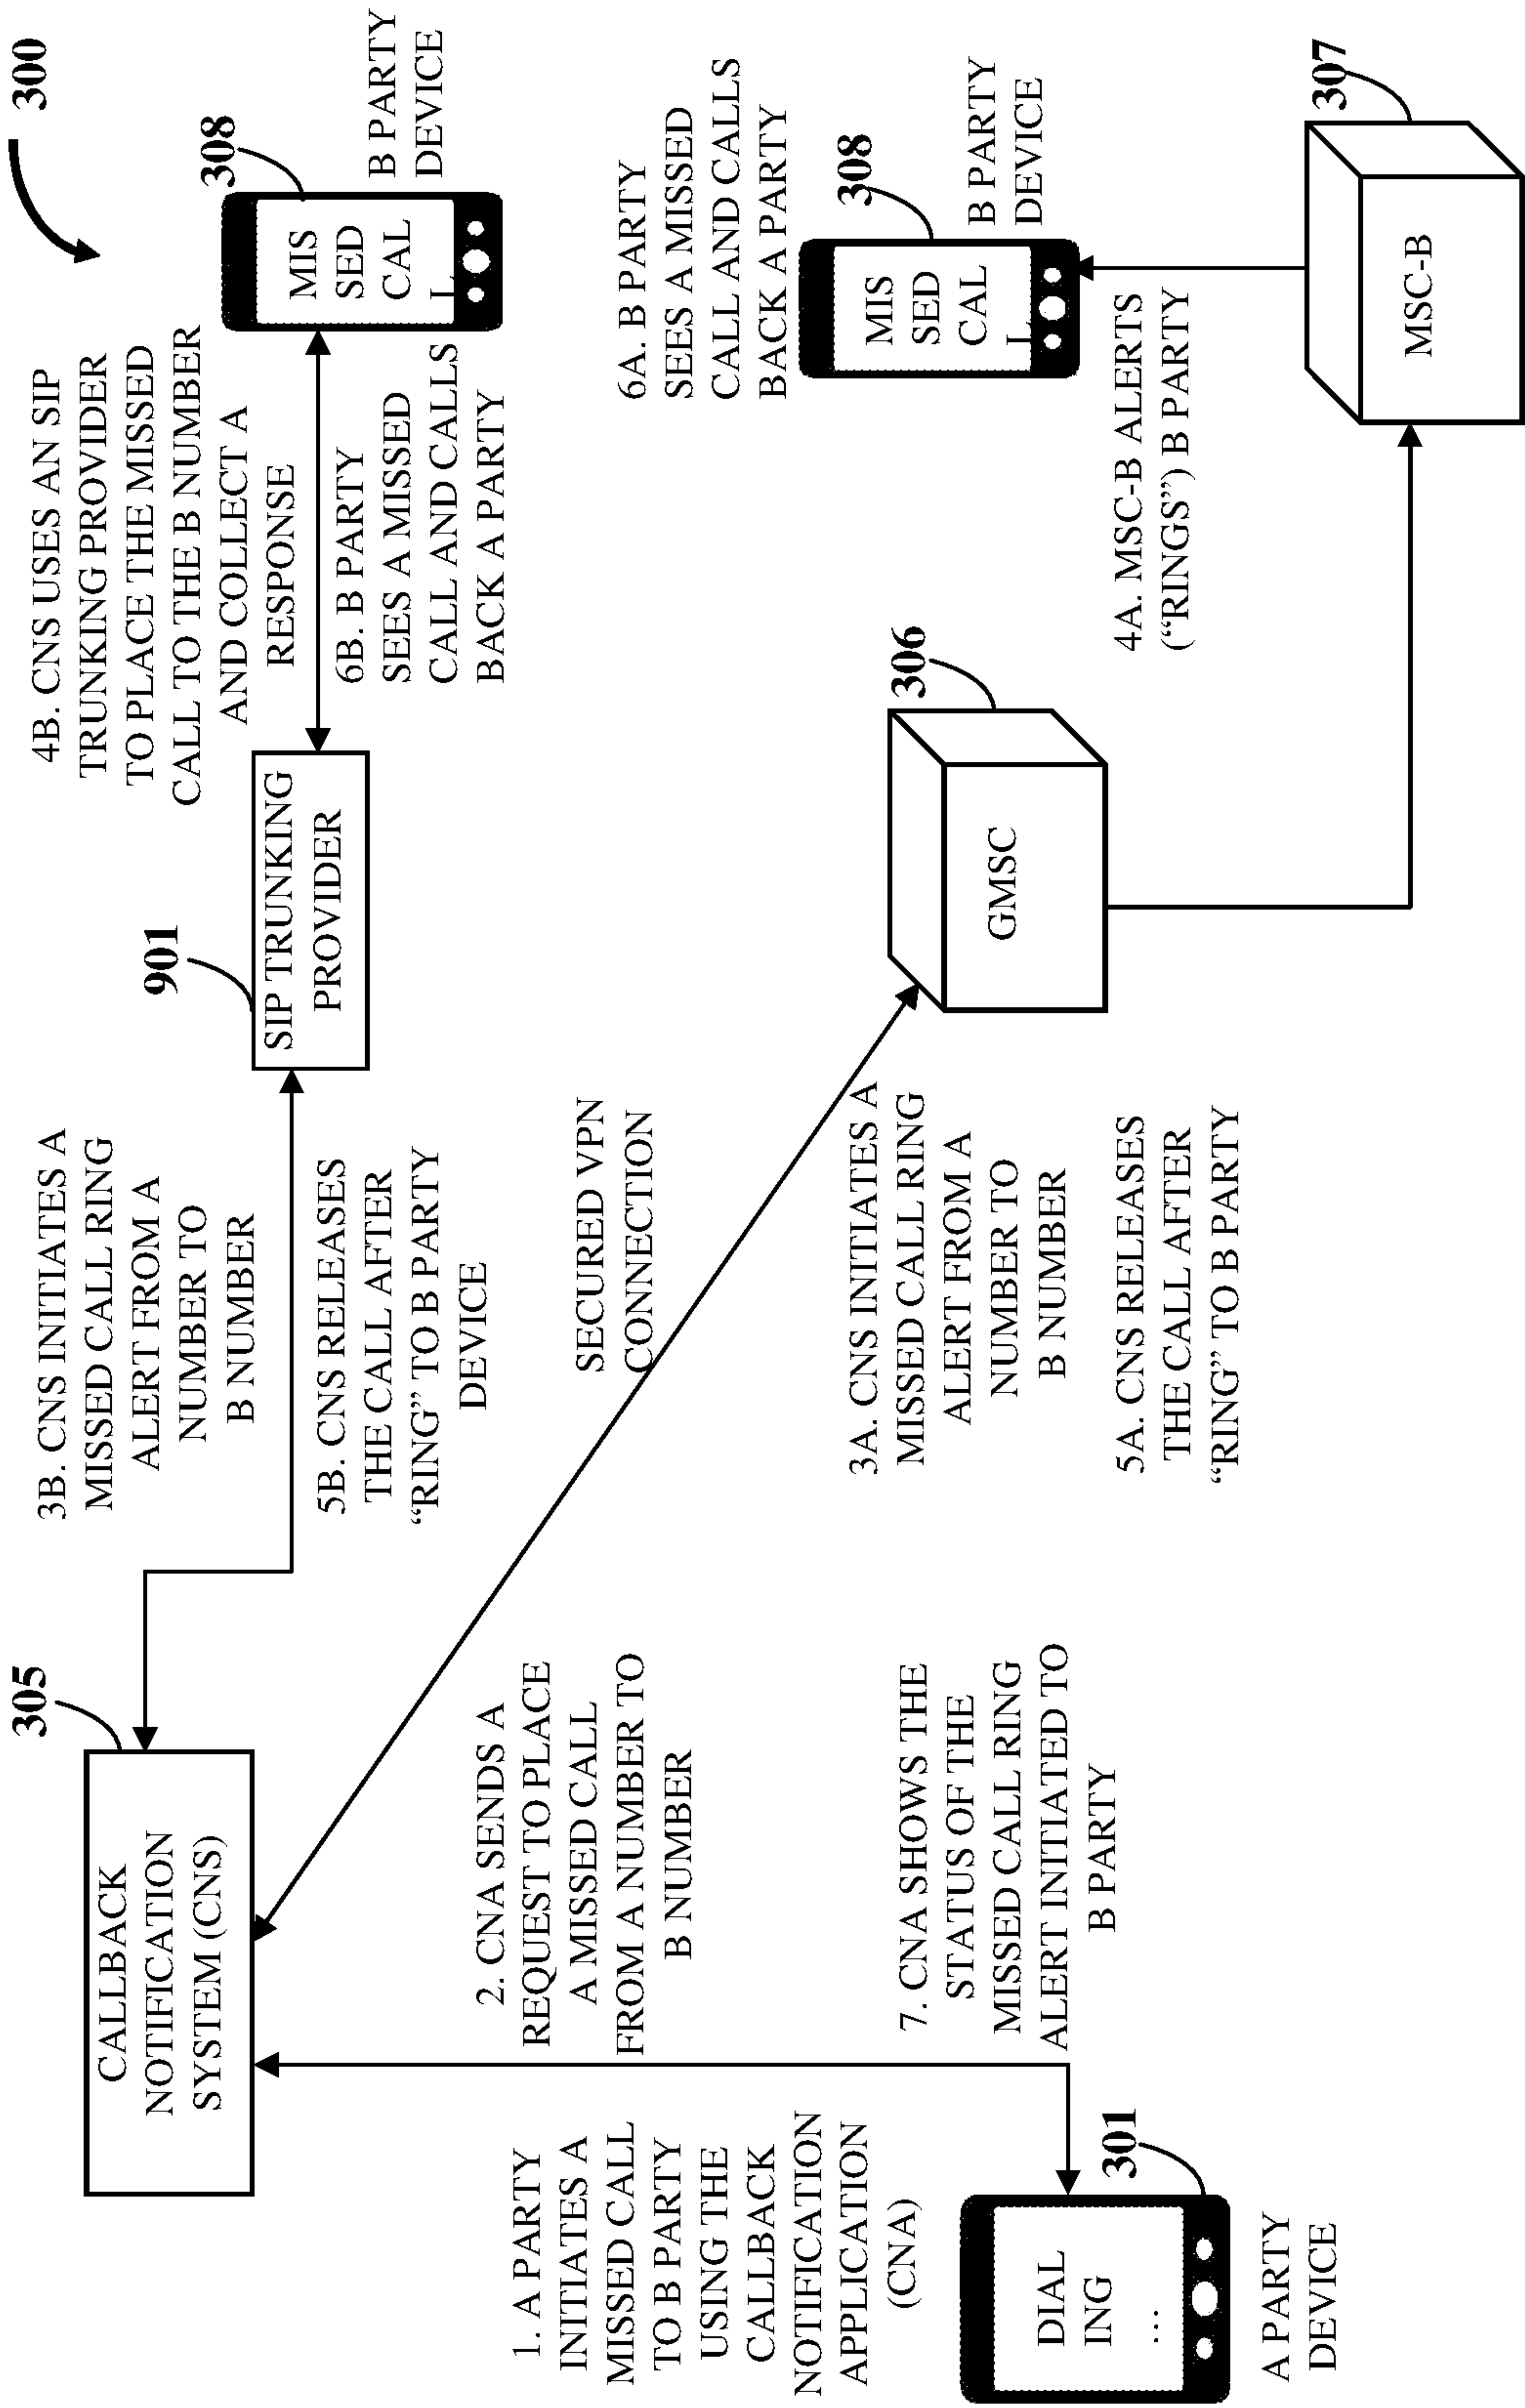 300
305
CALLBACK
NOTIFICATION
SYSTEM (CNS)
3B. CNS INITIATES A
MISSED CALL RING
ALERT FROM A
NUMBER TO
B NUMBER
5B. CNS RELEASES
THE CALL AFTER
“RING” TO B PARTY
DEVICE
901
SIP TRUNKING
PROVIDER
4B. CNS USES AN SIP
TRUNKING PROVIDER
TO PLACE THE MISSED
CALL TO THE B NUMBER
AND COLLECT A
RESPONSE
6B. B PARTY
SEES A MISSED
CALL AND CALLS
BACK A PARTY
308
MIS
SED
CAL
L
B PARTY
DEVICE
SECURED VPN
CONNECTION
1. A PARTY
INITIATES A
MISSED CALL
TO B PARTY
USING THE
CALLBACK
NOTIFICATION
APPLICATION
(CNA)
2. CNA SENDS A
REQUEST TO PLACE
A MISSED CALL
FROM A NUMBER TO
B NUMBER
7. CNA SHOWS THE
STATUS OF THE
MISSED CALL RING
ALERT INITIATED TO
B PARTY
301
DIAL
ING
...
A PARTY
DEVICE
3A. CNS INITIATES A
MISSED CALL RING
ALERT FROM A
NUMBER TO
B NUMBER
5A. CNS RELEASES
THE CALL AFTER
“RING” TO B PARTY
306
GMSC
6A. B PARTY
SEES A MISSED
CALL AND CALLS
BACK A PARTY
308
MIS
SED
CAL
L
B PARTY
DEVICE
4A. MSC-B ALERTS
(“RINGS”) B PARTY
307
MSC-B